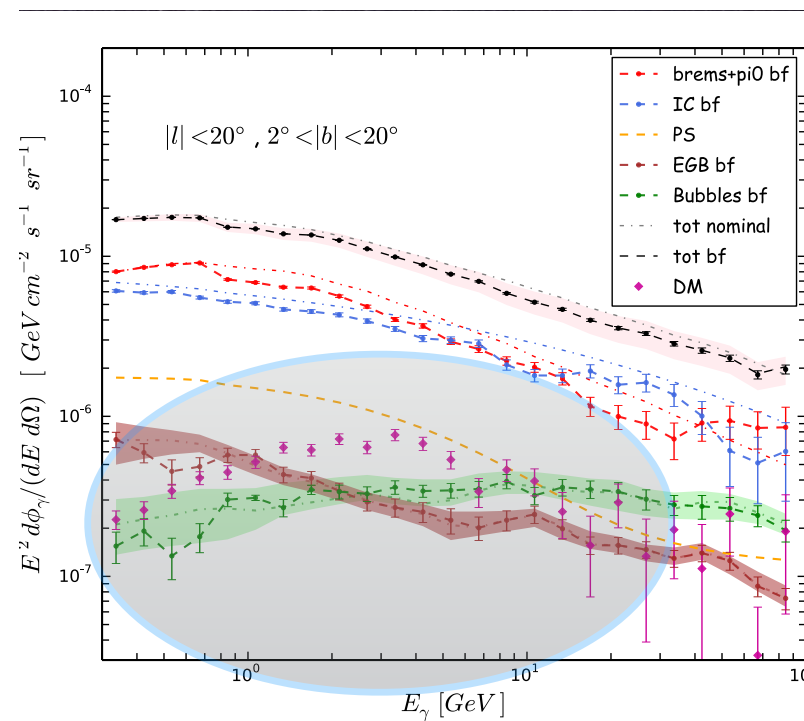 |l| <20° , 2° <|b| <20°
brems+pi0 bf
IC bf
PS
EGB bf
Bubbles bf
tot nominal
tot bf
DM
10⁻⁴
10⁻⁵
10⁻⁶
10⁻⁷
E² dϕ_γ/(dE dΩ) [ GeV cm⁻² s⁻¹ sr⁻¹ ]
10⁰
10¹
E_γ [GeV]